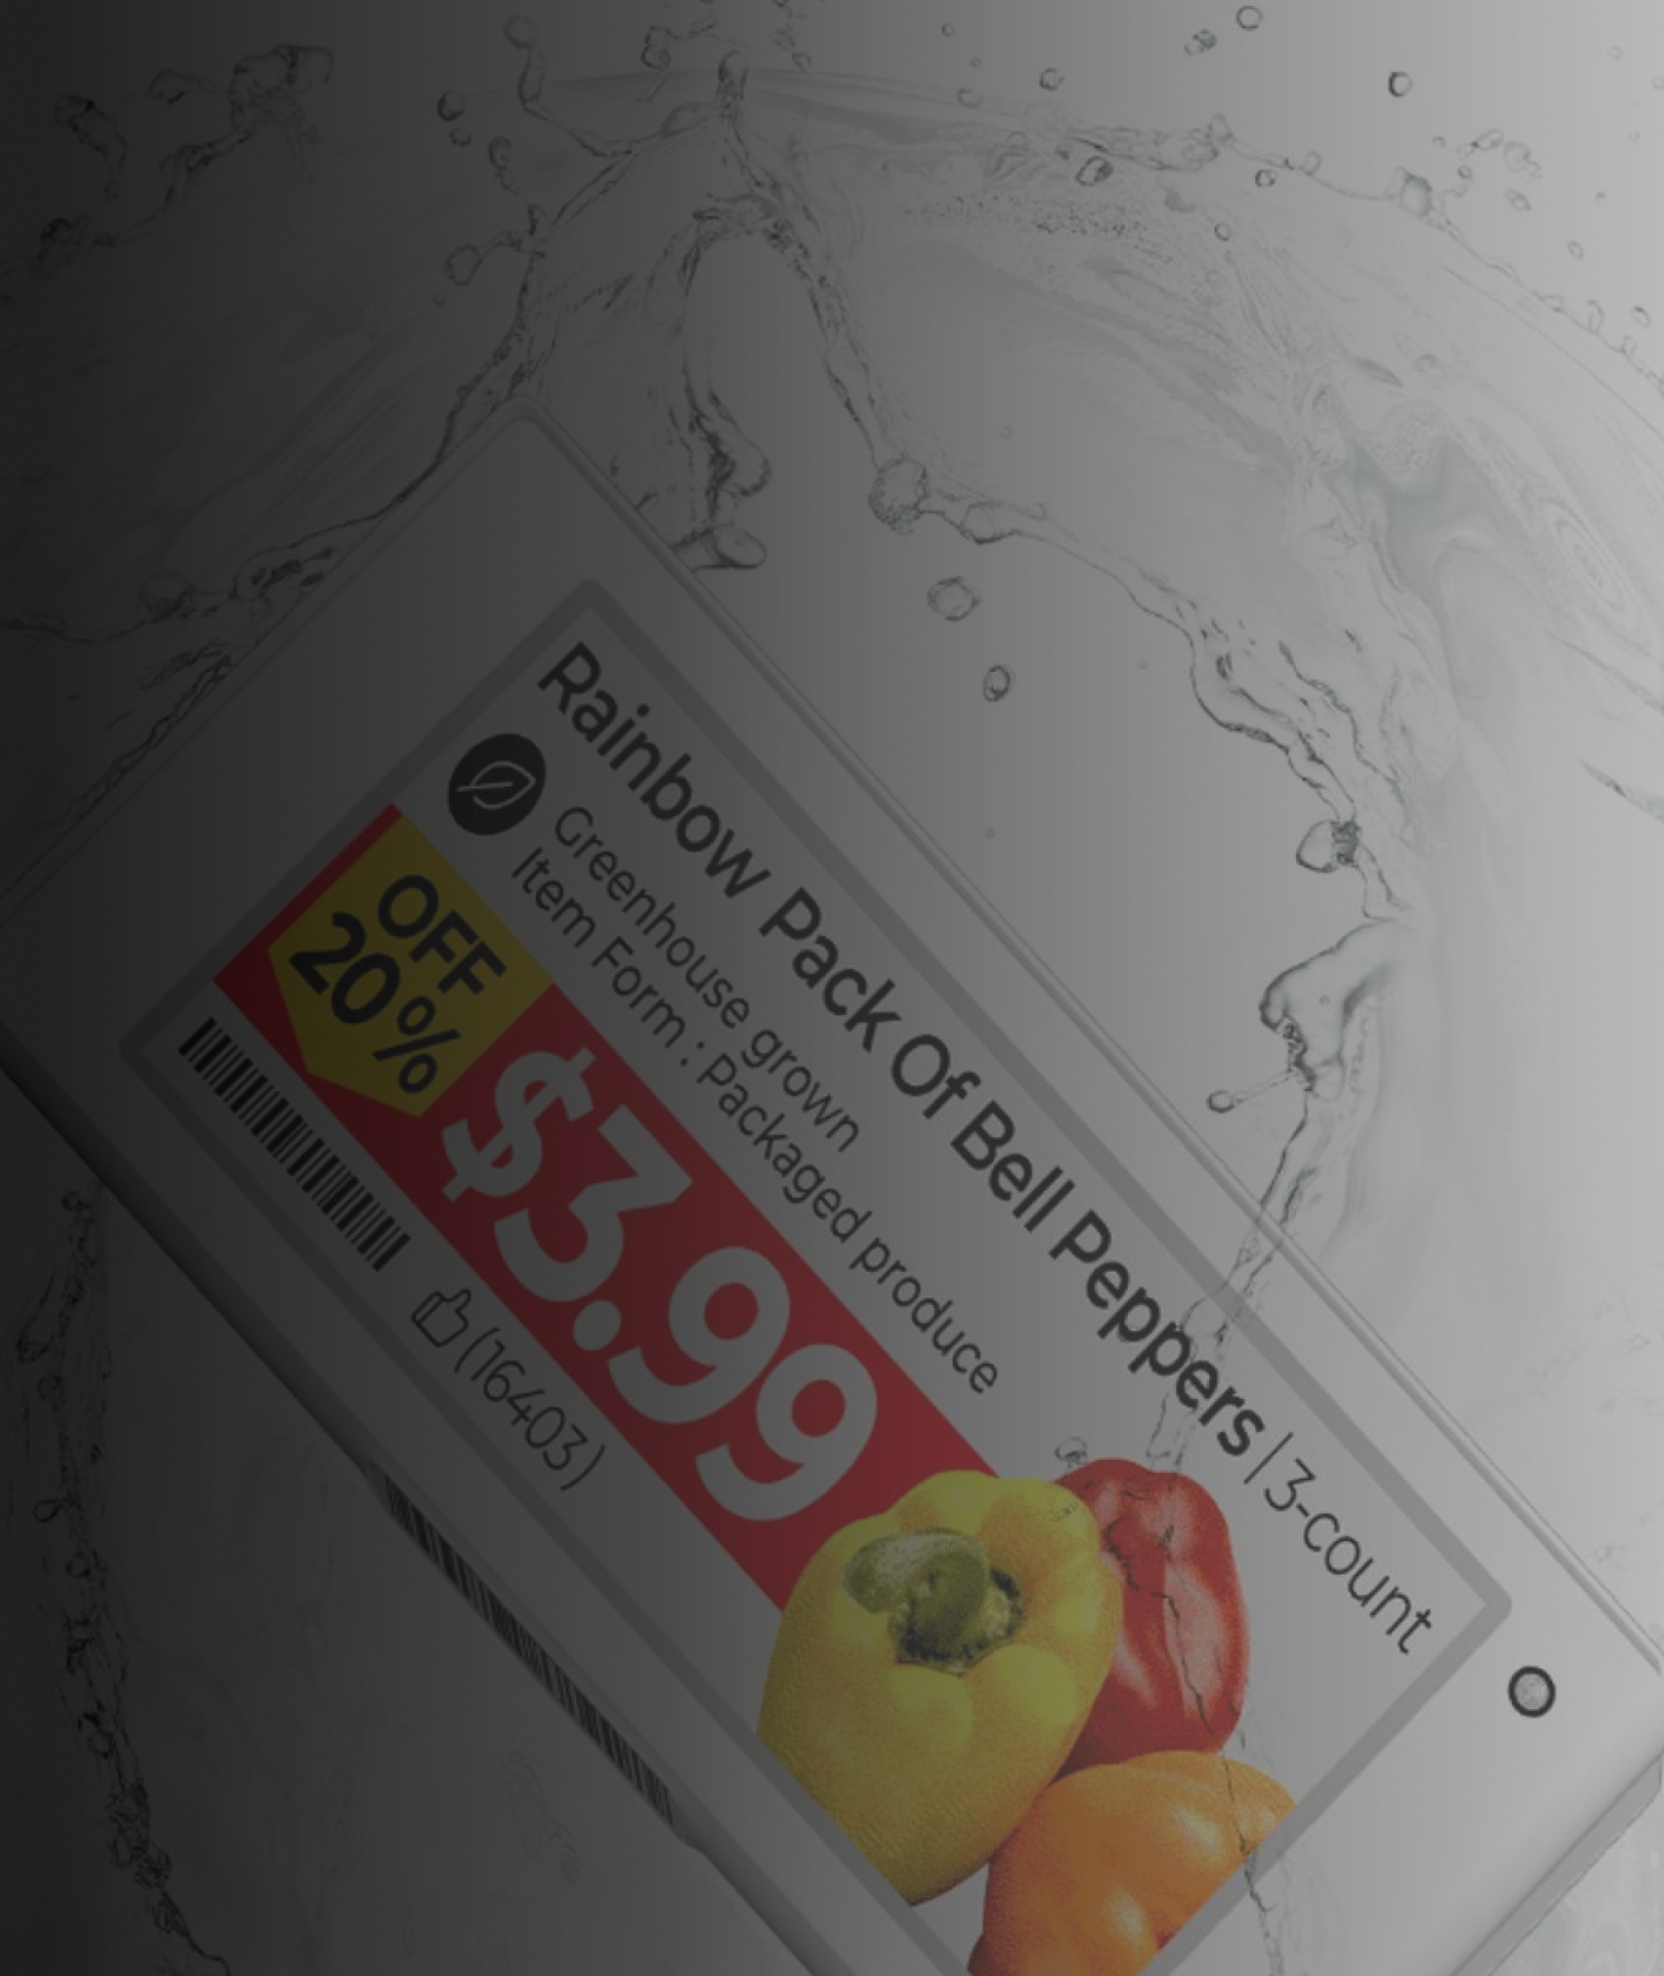 Rainbow Pack Of Bell Peppers | 3-count
Greenhouse grown
Item Form : Packaged produce
OFF
20%
$3.99
(16403)